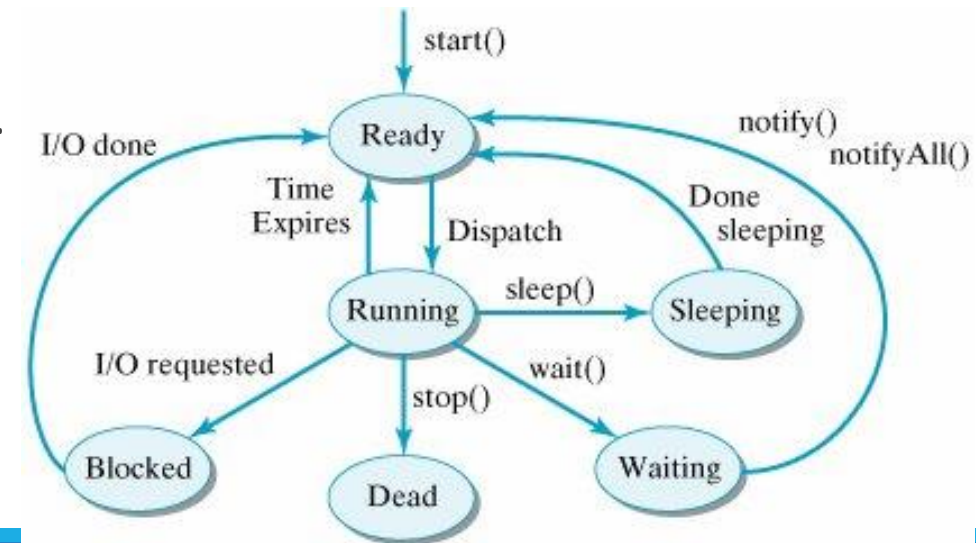 start()
Ready
I/O done
notify()
notifyAll()
Time
Expires
Dispatch
Done
sleeping
Running
sleep()
Sleeping
I/O requested
stop()
wait()
Blocked
Dead
Waiting